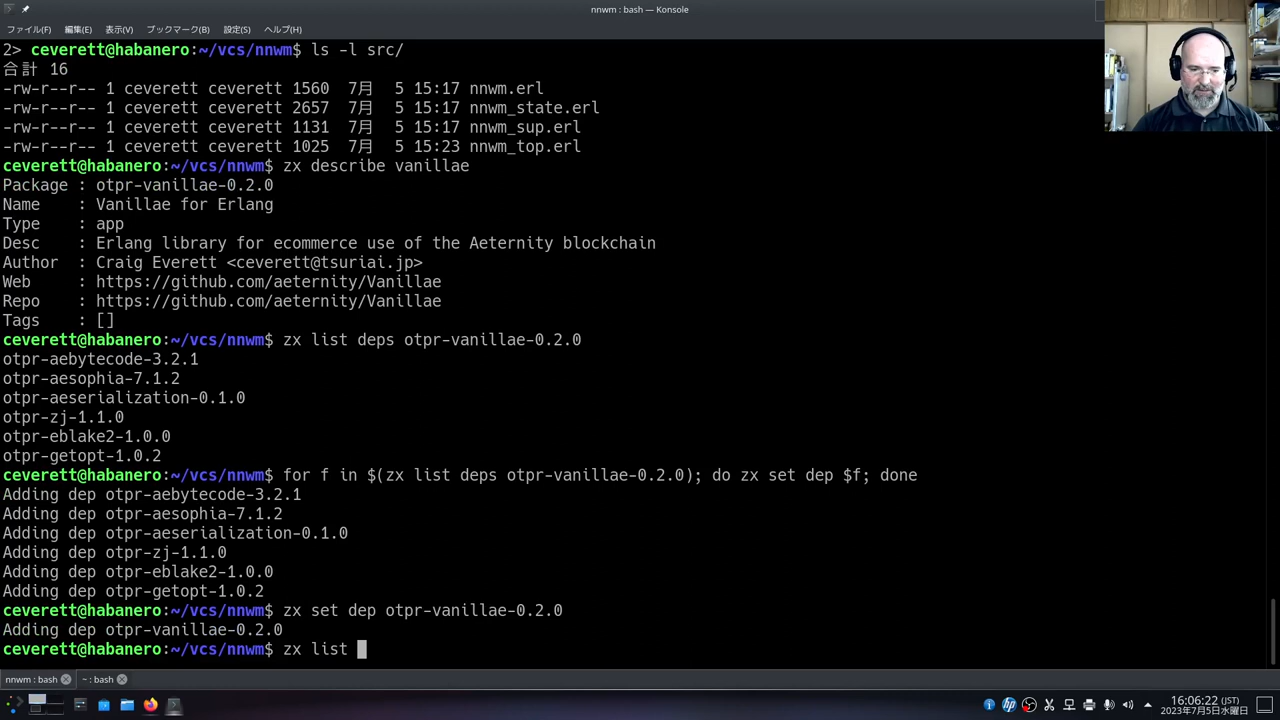 nnwm : bash — Konsole
ファイル(F) 編集(E) 表示(V) ブックマーク(B) 設定(S) ヘルプ(H)
2> ceverett@habanero:~/vcs/nnwm$ ls -l src/
合計 16
-rw-r--r-- 1 ceverett ceverett 1560  7月  5 15:17 nnwm.erl
-rw-r--r-- 1 ceverett ceverett 2657  7月  5 15:17 nnwm_state.erl
-rw-r--r-- 1 ceverett ceverett 1131  7月  5 15:17 nnwm_sup.erl
-rw-r--r-- 1 ceverett ceverett 1025  7月  5 15:23 nnwm_top.erl
ceverett@habanero:~/vcs/nnwm$ zx describe vanillae
Package : otpr-vanillae-0.2.0
Name    : Vanillae for Erlang
Type    : app
Desc    : Erlang library for ecommerce use of the Aeternity blockchain
Author  : Craig Everett <ceverett@tsuriai.jp>
Web     : https://github.com/aeternity/Vanillae
Repo    : https://github.com/aeternity/Vanillae
Tags    : []
ceverett@habanero:~/vcs/nnwm$ zx list deps otpr-vanillae-0.2.0
otpr-aebytecode-3.2.1
otpr-aesophia-7.1.2
otpr-aeserialization-0.1.0
otpr-zj-1.1.0
otpr-eblake2-1.0.0
otpr-getopt-1.0.2
ceverett@habanero:~/vcs/nnwm$ for f in $(zx list deps otpr-vanillae-0.2.0); do zx set dep $f; done
Adding dep otpr-aebytecode-3.2.1
Adding dep otpr-aesophia-7.1.2
Adding dep otpr-aeserialization-0.1.0
Adding dep otpr-zj-1.1.0
Adding dep otpr-eblake2-1.0.0
Adding dep otpr-getopt-1.0.2
ceverett@habanero:~/vcs/nnwm$ zx set dep otpr-vanillae-0.2.0
Adding dep otpr-vanillae-0.2.0
ceverett@habanero:~/vcs/nnwm$ zx list
nnwm : bash ~ : bash
16:06:22 (JST)
2023年7月5日水曜日